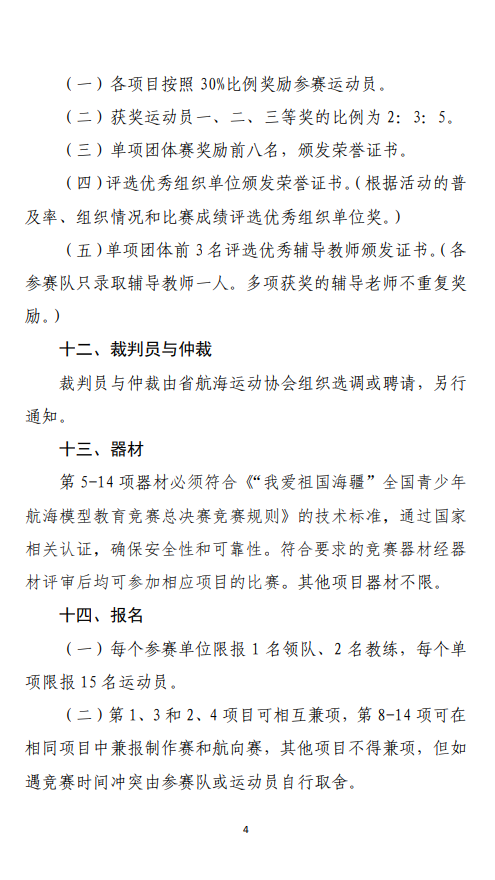 （一）各项目按照 30%比例奖励参赛运动员。
（二）获奖运动员一、二、三等奖的比例为 2：3：5。
（三）单项团体赛奖励前八名，颁发荣誉证书。
（四）评选优秀组织单位颁发荣誉证书。（根据活动的普
及率、组织情况和比赛成绩评选优秀组织单位奖。）
（五）单项团体前 3 名评选优秀辅导教师颁发证书。（各
参赛队只录取辅导教师一人。多项获奖的辅导老师不重复奖
励。）
十二、裁判员与仲裁
裁判员与仲裁由省航海运动协会组织选调或聘请，另行
通知。
十三、器材
第 5-14 项器材必须符合《“我爱祖国海疆”全国青少年
航海模型教育竞赛总决赛竞赛规则》的技术标准，通过国家
相关认证，确保安全性和可靠性。符合要求的竞赛器材经器
材评审后均可参加相应项目的比赛。其他项目器材不限。
十四、报名
（一）每个参赛单位限报 1 名领队、2 名教练，每个单
项限报 15 名运动员。
（二）第 1、3 和 2、4 项目可相互兼项，第 8-14 项可在
相同项目中兼报制作赛和航向赛，其他项目不得兼项，但如
遇竞赛时间冲突由参赛队或运动员自行取舍。
4